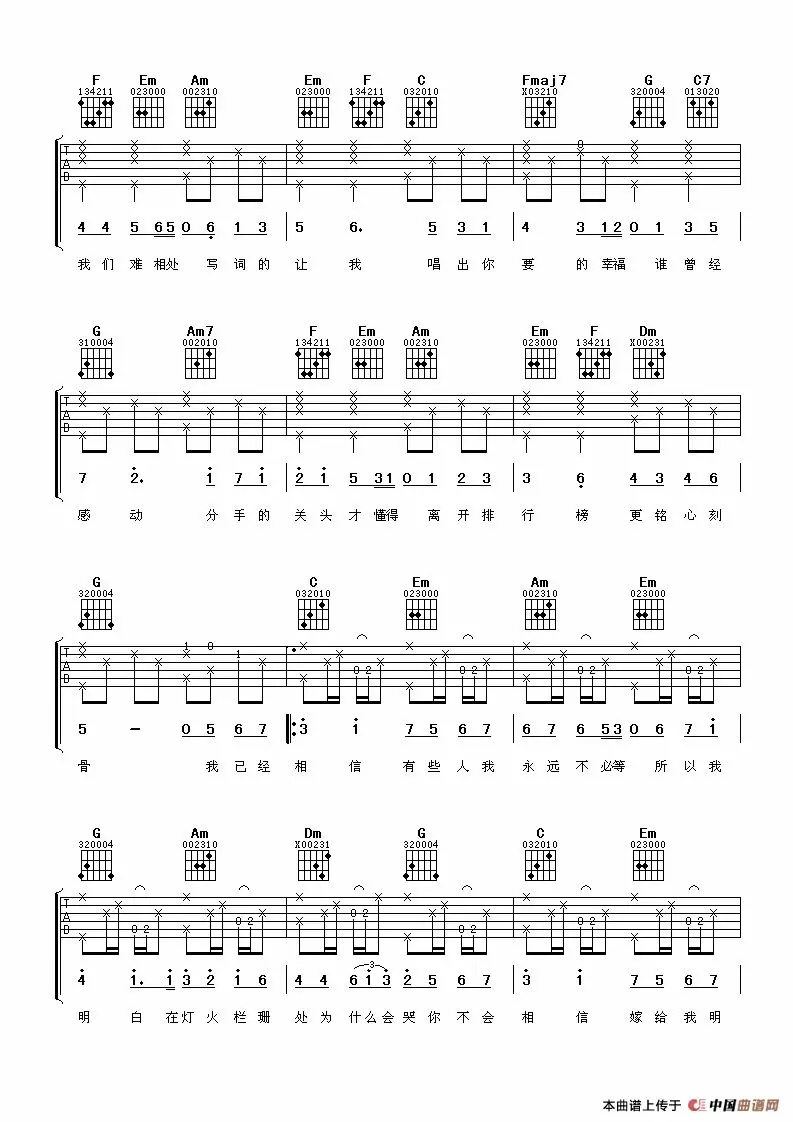 F Em Am Em F C Fmaj7 G C7
134211 023000 002310 023000 134211 032010 X03210 320004 013020
T 0
A
B
4 4 5 6 5 0 6 1 3 5 6. 5 3 1 4 3 1 2 0 1 3 5
我们难相处 写词的让我 唱出你要 的幸福 谁曾经
G Am7 F Em Am Em F Dm
310004 002010 134211 023000 002310 023000 134211 X00231
T
A
B
7 2. 1 7 1 2 1 5 3 1 0 1 2 3 3 6 4 3 4 6
感动 分手的关头才懂得 离开排行榜 更铭心刻
G C Em Am Em
320004 032010 002310 002310 023000
T 1 0
A 1
B 0 2 0 2 0 2 0 2
5 - 0 5 6 7 3 1 7 5 6 7 6 7 6 5 3 0 6 7 1
骨 我已经相信 有些人我永远不必等 所以我
G Am Dm G C Em
320004 002310 X00231 320004 032010 023000
T
A
B 0 2 0 2 0 2 0 2 0 2 0 2
3
4 1. 1 3 2 1 6 4 4 6 1 3 2 5 6 7 3 1 7 5 6 7
明白在灯火栏珊处为什么会哭你不会相信 嫁给我明
本曲谱上传于 中国曲谱网